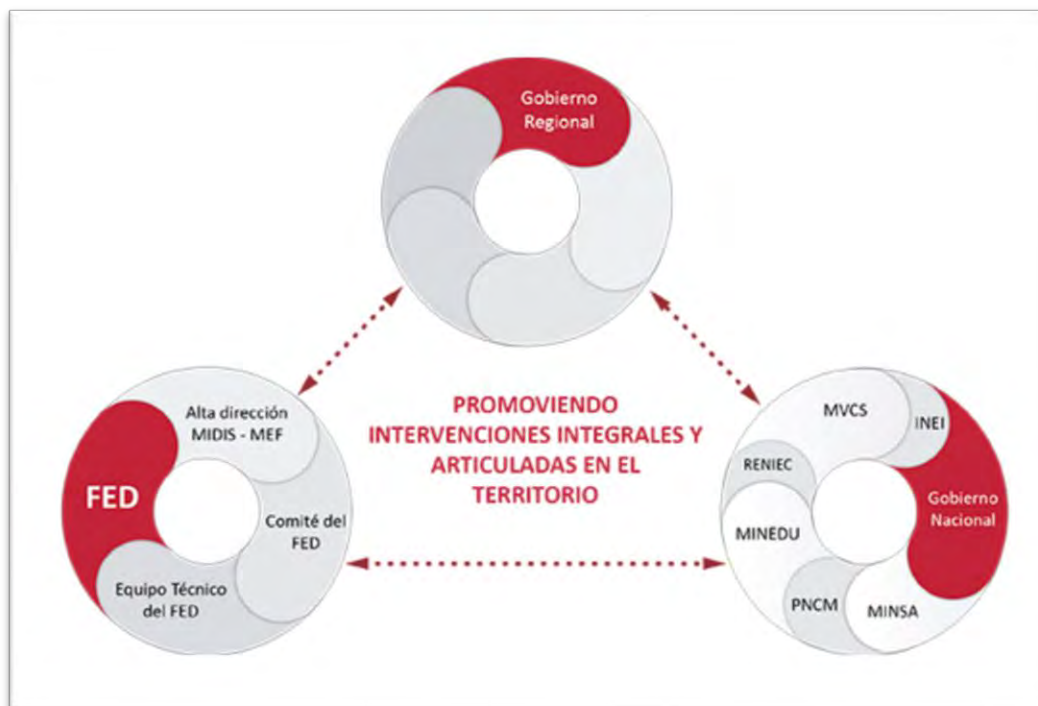 Gobierno
Regional
PROMOVIENDO
INTERVENCIONES INTEGRALES Y
ARTICULADAS EN EL
TERRITORIO
FED
Alta dirección
MIDIS - MEF
Comité del
FED
Equipo Técnico
del FED
MVCS
INEI
RENIEC
Gobierno
Nacional
MINEDU
PNCM
MINSA